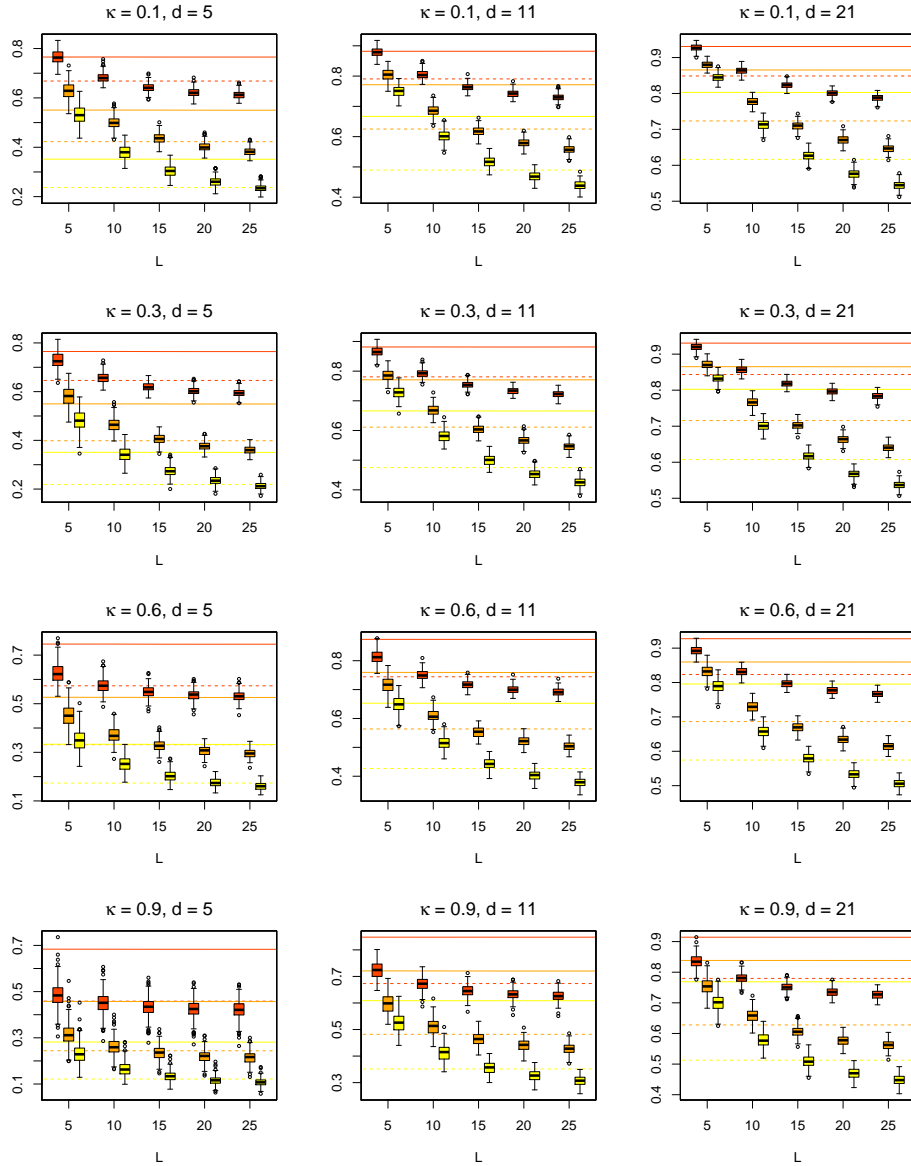 κ = 0.1, d = 5
0.2 0.4 0.6 0.8
5 10 15 20 25
L
κ = 0.1, d = 11
0.4 0.6 0.8
5 10 15 20 25
L
κ = 0.1, d = 21
0.5 0.6 0.7 0.8 0.9
5 10 15 20 25
L
κ = 0.3, d = 5
0.2 0.4 0.6 0.8
5 10 15 20 25
L
κ = 0.3, d = 11
0.4 0.6 0.8
5 10 15 20 25
L
κ = 0.3, d = 21
0.5 0.6 0.7 0.8 0.9
5 10 15 20 25
L
κ = 0.6, d = 5
0.1 0.3 0.5 0.7
5 10 15 20 25
L
κ = 0.6, d = 11
0.4 0.6 0.8
5 10 15 20 25
L
κ = 0.6, d = 21
0.5 0.6 0.7 0.8 0.9
5 10 15 20 25
L
κ = 0.9, d = 5
0.1 0.3 0.5 0.7
5 10 15 20 25
L
κ = 0.9, d = 11
0.3 0.5 0.7
5 10 15 20 25
L
κ = 0.9, d = 21
0.4 0.5 0.6 0.7 0.8 0.9
5 10 15 20 25
L